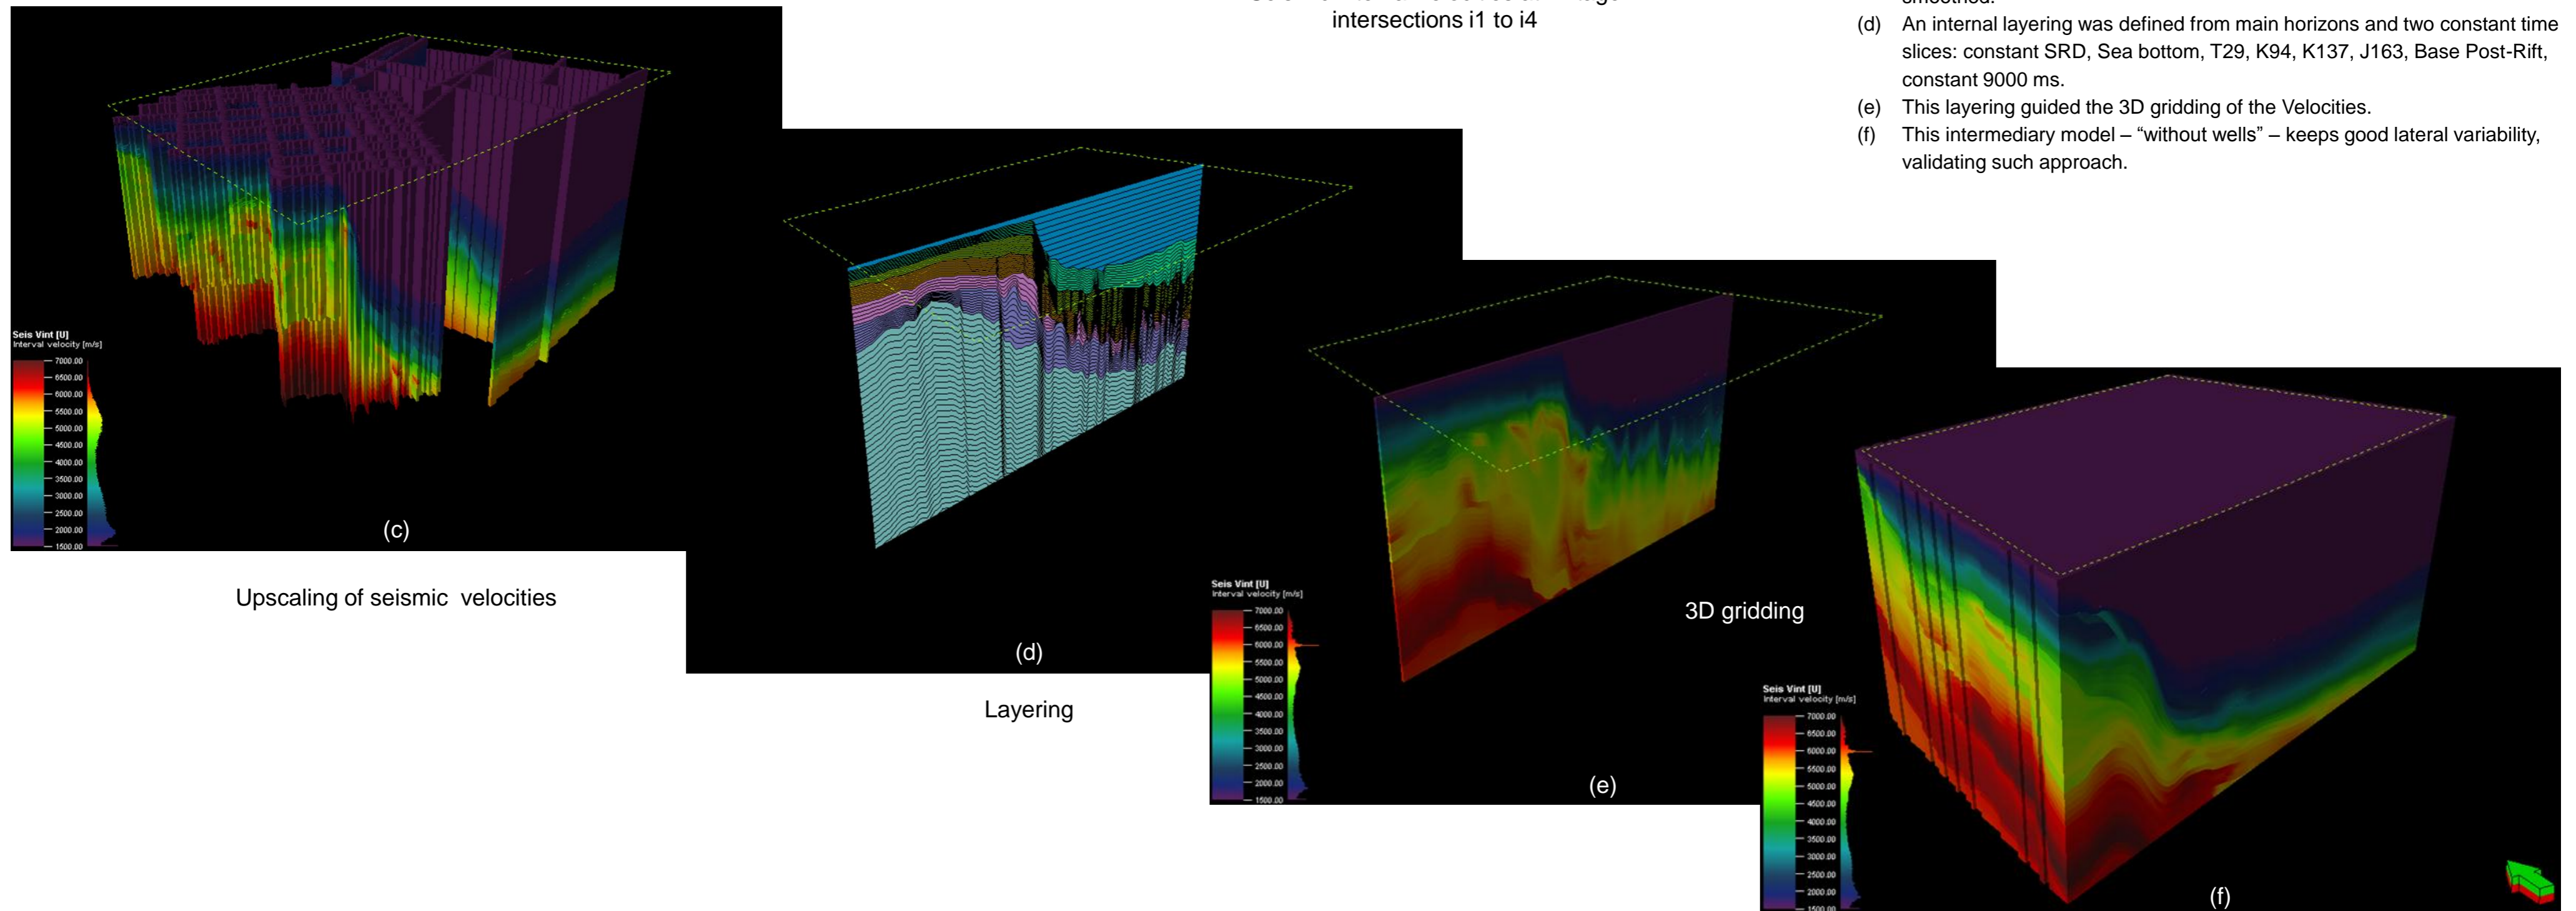 intersections i1 to i4
smoothed.
(d) An internal layering was defined from main horizons and two constant time
slices: constant SRD, Sea bottom, T29, K94, K137, J163, Base Post-Rift,
constant 9000 ms.
(e) This layering guided the 3D gridding of the Velocities.
(f) This intermediary model – “without wells” – keeps good lateral variability,
validating such approach.
Seis Vint [U]
Interval velocity [m/s]
7000.00
6500.00
6000.00
5500.00
5000.00
4500.00
4000.00
3500.00
3000.00
2500.00
2000.00
1500.00
(c)
Upscaling of seismic velocities
(d)
Layering
Seis Vint [U]
Interval velocity [m/s]
7000.00
6500.00
6000.00
5500.00
5000.00
4500.00
4000.00
3500.00
3000.00
2500.00
2000.00
1500.00
3D gridding
(e)
Seis Vint [U]
Interval velocity [m/s]
7000.00
6500.00
6000.00
5500.00
5000.00
4500.00
4000.00
3500.00
3000.00
2500.00
2000.00
1500.00
(f)